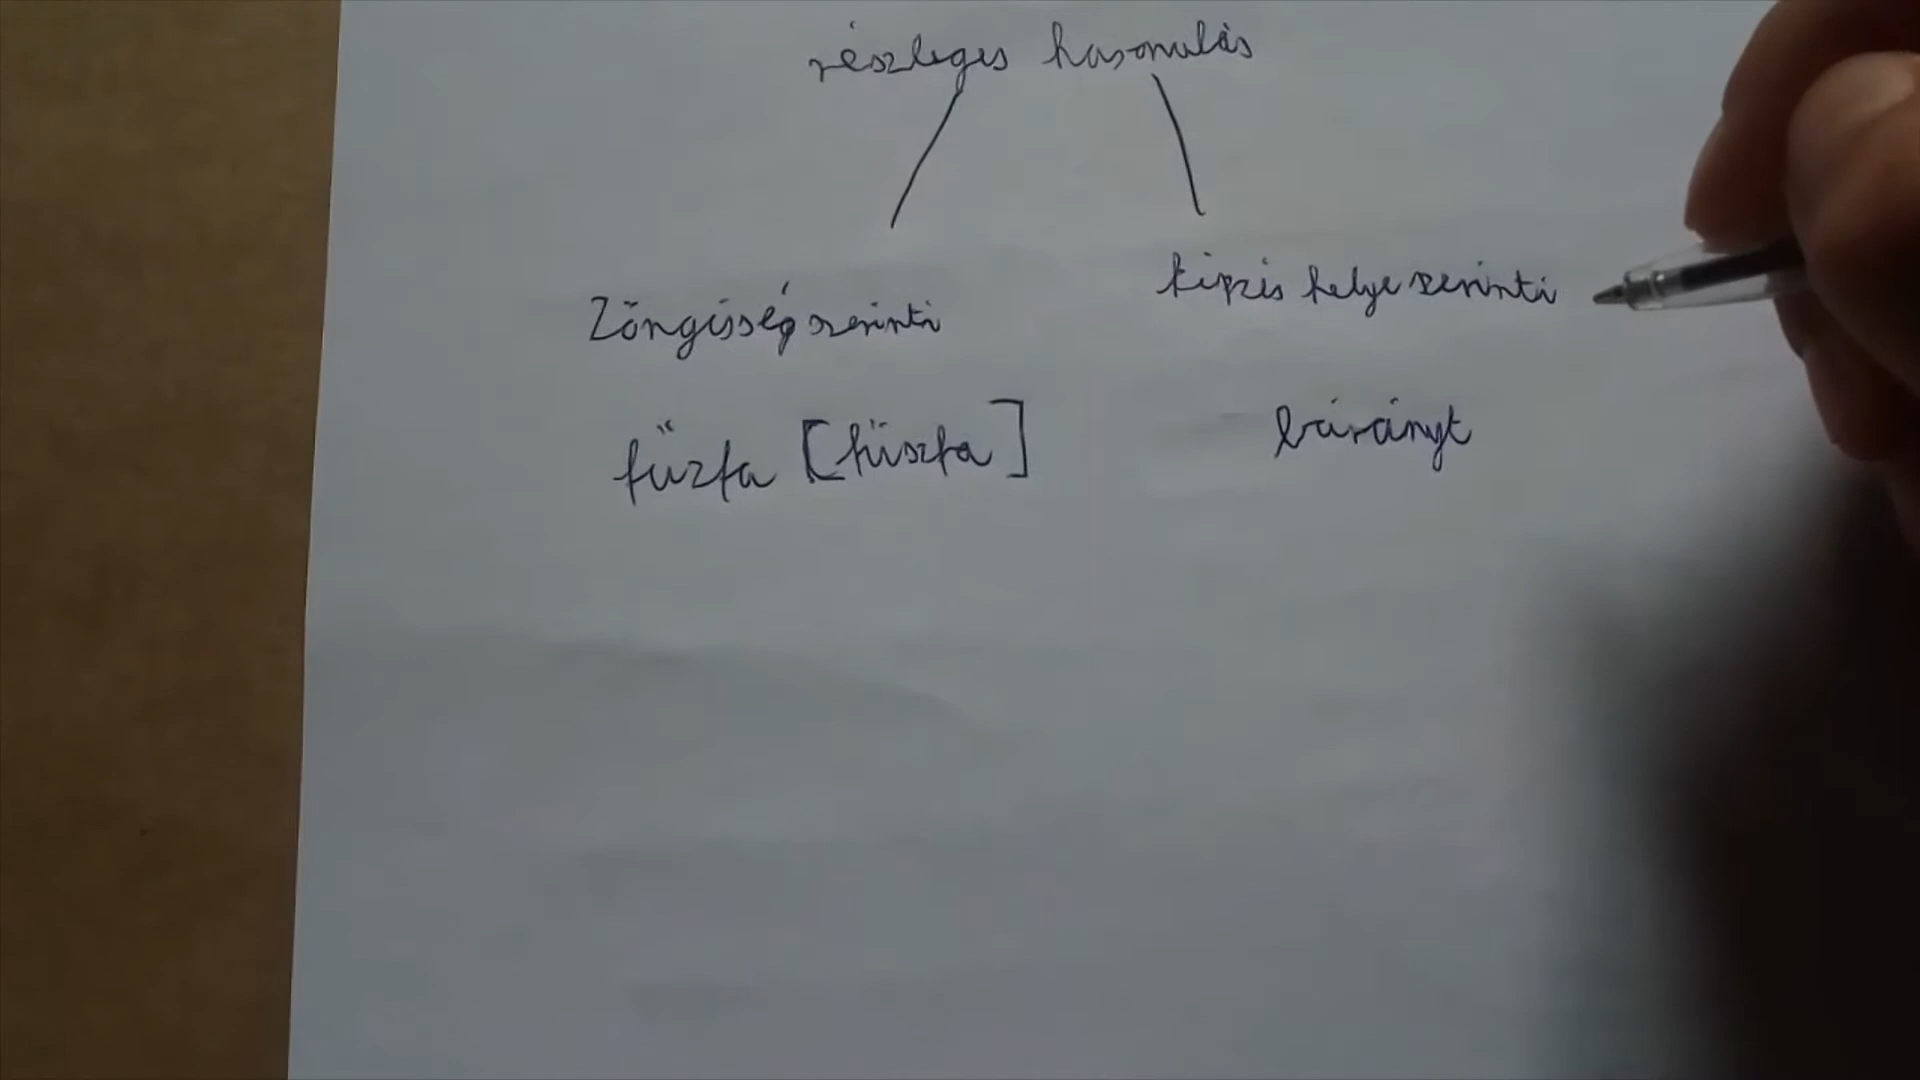 részleges hasonulás
Zöngésség szerinti
képzés helye szerinti
fűzfa [fűszfa]
bárányt